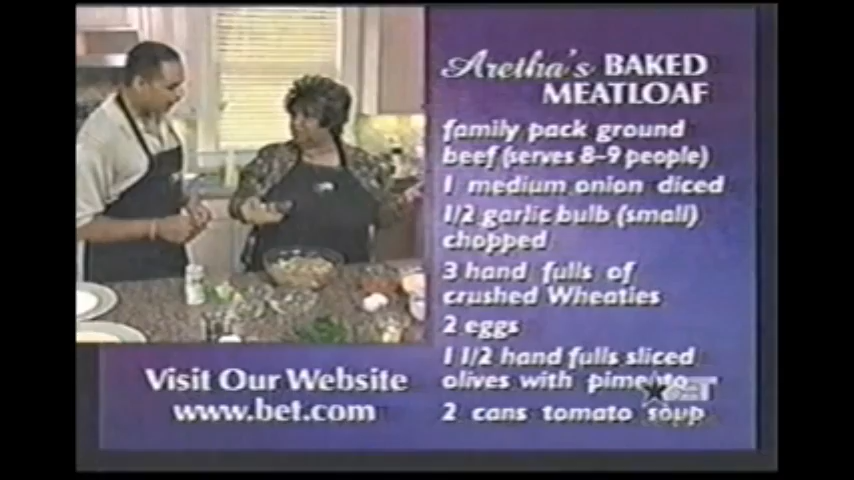 Aretha's BAKED
MEATLOAF
family pack ground
beef (serves 8-9 people)
1 medium onion diced
1/2 garlic bulb (small)
chopped
3 hand fulls of
crushed Wheaties
2 eggs
1 1/2 hand fulls sliced
olives with pimento
2 cans tomato soup
Visit Our Website
www.bet.com
BET